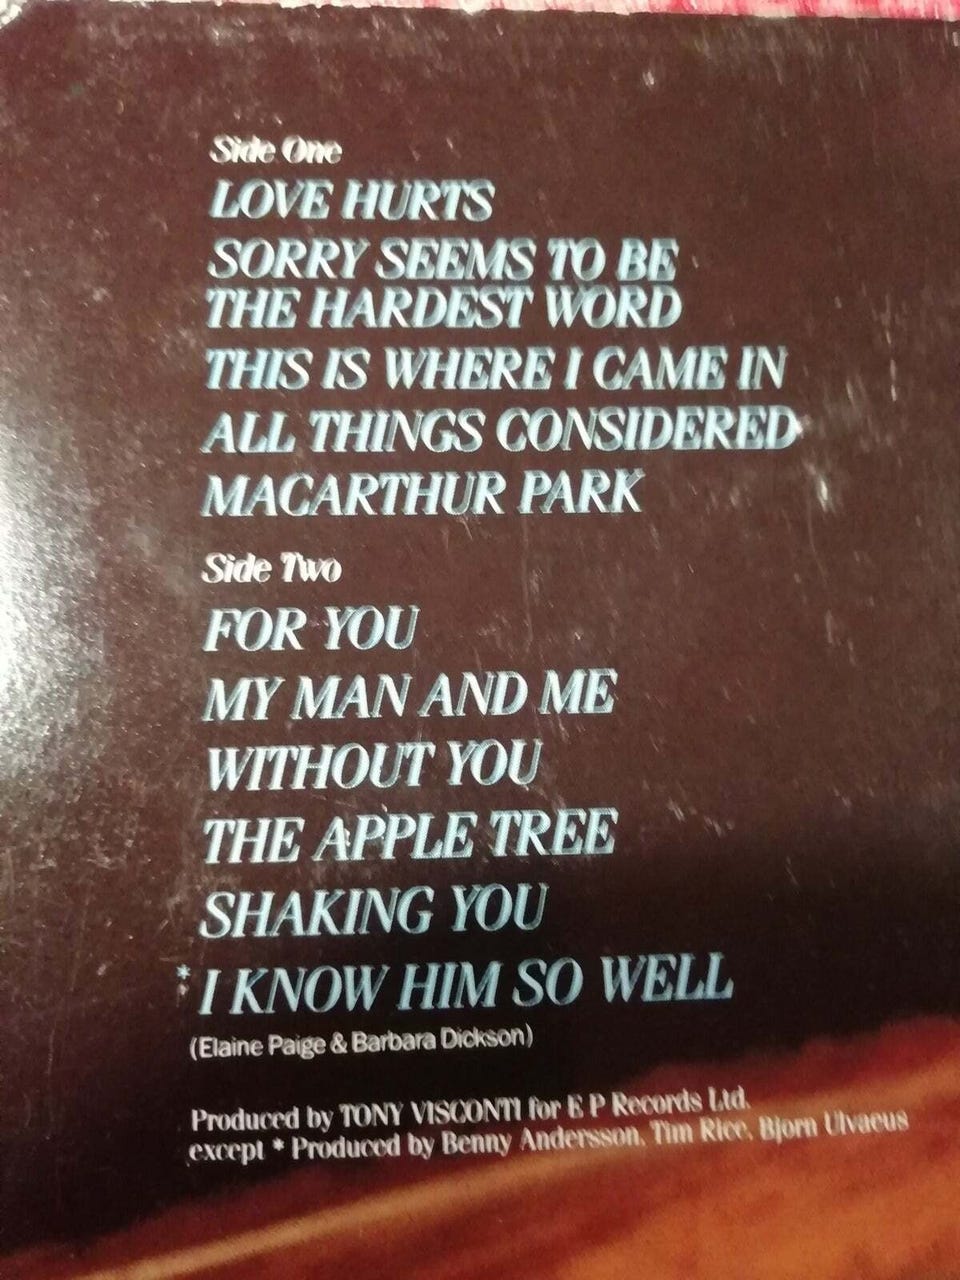 Side One
LOVE HURTS
SORRY SEEMS TO BE
THE HARDEST WORD
THIS IS WHERE I CAME IN
ALL THINGS CONSIDERED
MACARTHUR PARK
Side Two
FOR YOU
MY MAN AND ME
WITHOUT YOU
THE APPLE TREE
SHAKING YOU
* I KNOW HIM SO WELL
(Elaine Paige & Barbara Dickson)
Produced by TONY VISCONTI for E P Records Ltd.
except * Produced by Benny Andersson, Tim Rice, Bjorn Ulvaeus